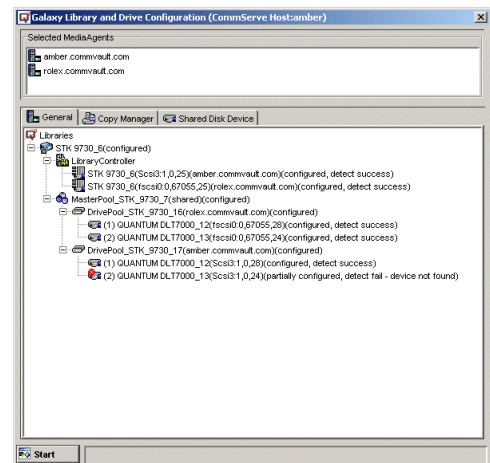 Galaxy Library and Drive Configuration (CommServe Host:amber)
Selected MediaAgents
amber.commvault.com
rolex.commvault.com
General
Copy Manager
Shared Disk Device
Libraries
STK 9730_6(configured)
LibraryController
STK 9730_6(Scsi3:1,0,25)(amber.commvault.com)(configured, detect success)
STK 9730_6(fscsi0:0,67055,25)(rolex.commvault.com)(configured, detect success)
MasterPool_STK_9730_7(shared)(configured)
DrivePool_STK_9730_16(rolex.commvault.com)(configured)
(1) QUANTUM DLT7000_12(fscsi0:0,67055,28)(configured, detect success)
(2) QUANTUM DLT7000_13(fscsi0:0,67055,24)(configured, detect success)
DrivePool_STK_9730_17(amber.commvault.com)(configured)
(1) QUANTUM DLT7000_12(Scsi3:1,0,28)(configured, detect success)
(2) QUANTUM DLT7000_13(Scsi3:1,0,24)(partially configured, detect fail - device not found)
Start